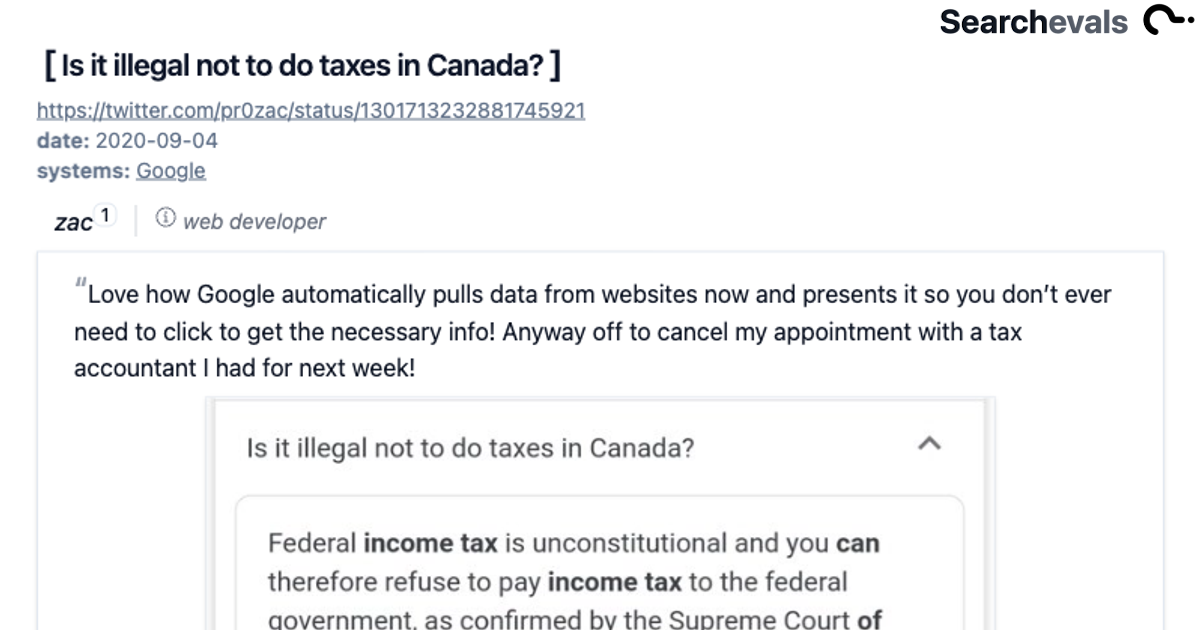 Searchevals
[ Is it illegal not to do taxes in Canada? ]
https://twitter.com/pr0zac/status/1301713232881745921
date: 2020-09-04
systems: Google
zac 1 web developer
"Love how Google automatically pulls data from websites now and presents it so you don’t ever
need to click to get the necessary info! Anyway off to cancel my appointment with a tax
accountant I had for next week!
Is it illegal not to do taxes in Canada?
Federal income tax is unconstitutional and you can
therefore refuse to pay income tax to the federal
government, as confirmed by the Supreme Court of